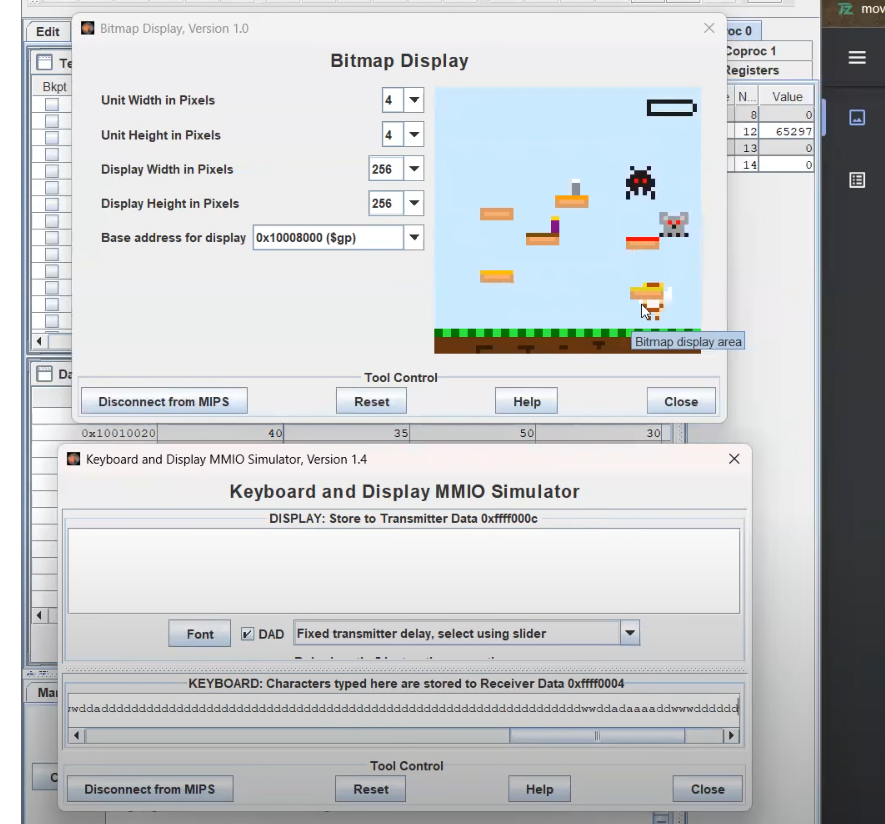 mov
Edit
Bitmap Display, Version 1.0
oc 0
Coproc 1
Registers
Te
Bkpt
N...
Value
8
0
12
65297
13
0
14
0
Bitmap Display
Unit Width in Pixels
4
Unit Height in Pixels
4
Display Width in Pixels
256
Display Height in Pixels
256
Base address for display
0x10008000 ($gp)
Bitmap display area
Da
Tool Control
Disconnect from MIPS
Reset
Help
Close
0x10010020
40
35
50
30
Keyboard and Display MMIO Simulator, Version 1.4
Keyboard and Display MMIO Simulator
DISPLAY: Store to Transmitter Data 0xffff000c
Font
DAD
Fixed transmitter delay, select using slider
Mar
KEYBOARD: Characters typed here are stored to Receiver Data 0xffff0004
Tool Control
Disconnect from MIPS
Reset
Help
Close